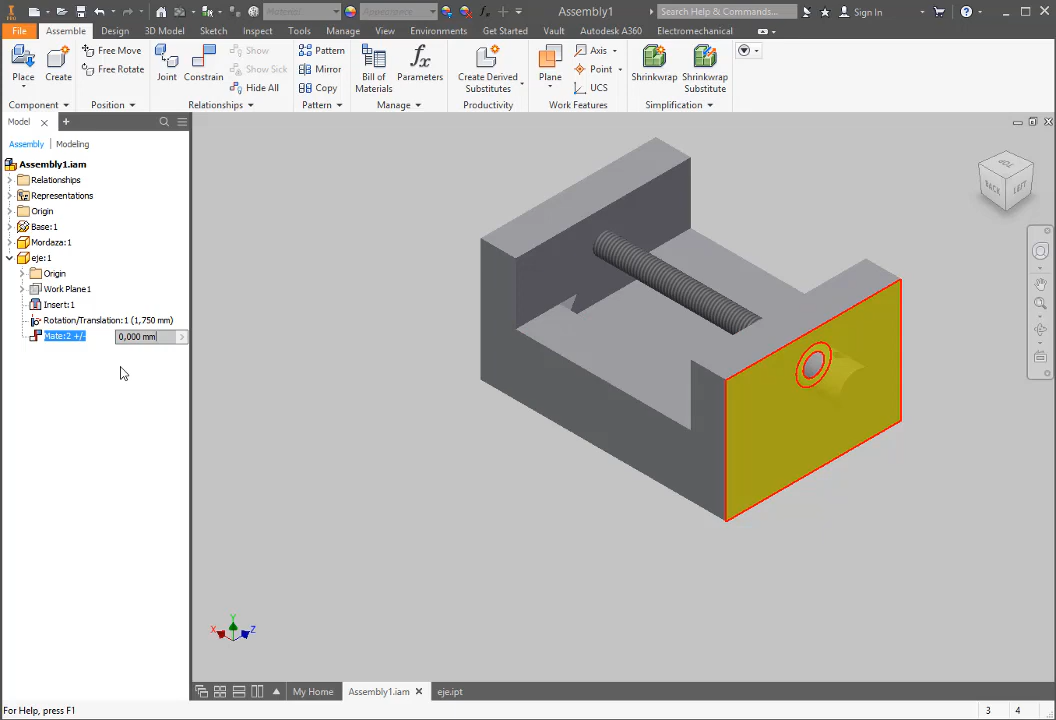 Material
Appearance
Assembly1
Search Help & Commands...
Sign In
PRO
File
Assemble
Design
3D Model
Sketch
Inspect
Tools
Manage
View
Environments
Get Started
Vault
Autodesk A360
Electromechanical
Place
Create
Free Move
Free Rotate
Joint
Constrain
Show
Show Sick
Hide All
Pattern
Mirror
Copy
Bill of Materials
Parameters
Create Derived Substitutes
Plane
Axis
Point
UCS
Shrinkwrap
Shrinkwrap Substitute
Component
Position
Relationships
Pattern
Manage
Productivity
Work Features
Simplification
Model
Assembly
Modeling
Assembly1.iam
Relationships
Representations
Origin
Base:1
Mordaza:1
eje:1
Origin
Work Plane1
Insert:1
Rotation/Translation:1 (1,750 mm)
Mate:2 +/-
0,000 mm
TOP
BACK
LEFT
X
Y
Z
My Home
Assembly1.iam
eje.ipt
For Help, press F1
3
4